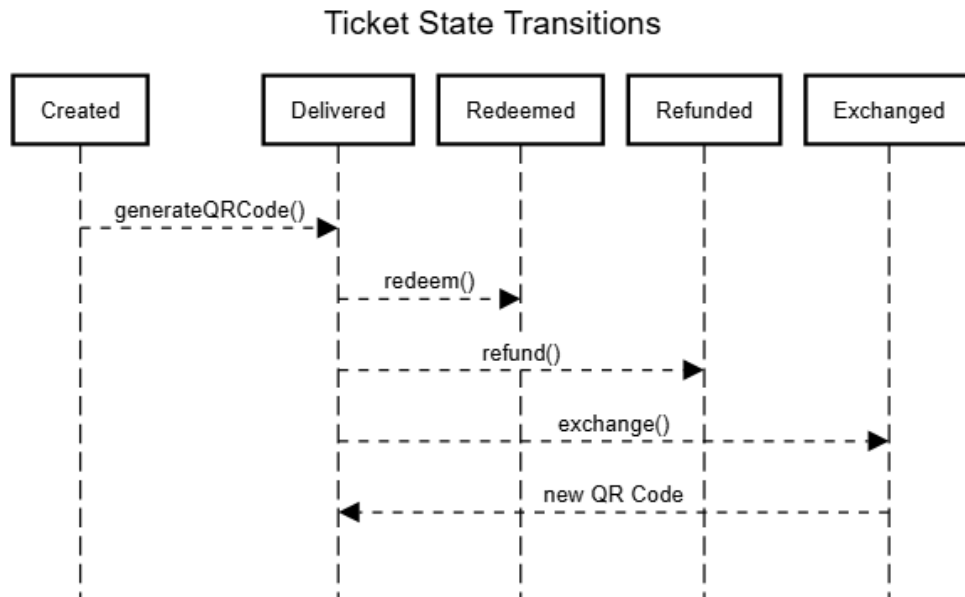 Ticket State Transitions
Created
Delivered
Redeemed
Refunded
Exchanged
generateQRCode()
redeem()
refund()
exchange()
new QR Code